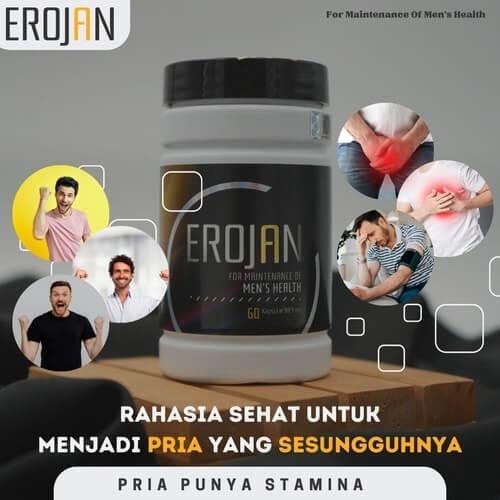 EROJAN
For Maintenance Of Men's Health
EROJAN
FOR MAINTENANCE OF
MEN'S HEALTH
60
RAHASIA SEHAT UNTUK
MENJADI PRIA YANG SESUNGGUHNYA
PRIA PUNYA STAMINA